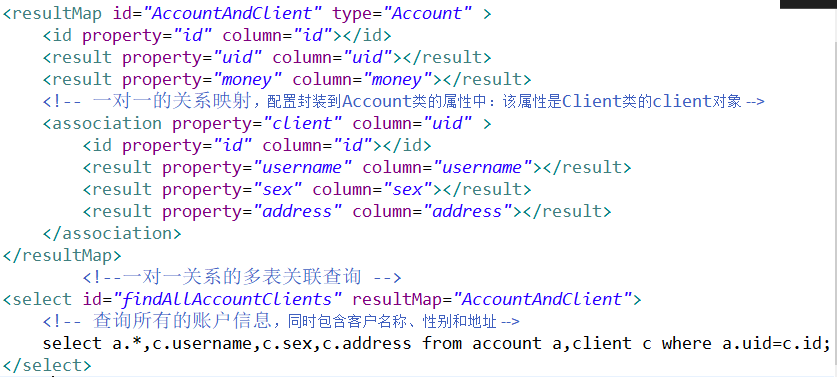 <resultMap id="AccountAndClient" type="Account" >
<id property="id" column="id"></id>
<result property="uid" column="uid"></result>
<result property="money" column="money"></result>
<!-- 一对一的关系映射，配置封装到Account类的属性中：该属性是Client类的client对象 -->
<association property="client" column="uid" >
<id property="id" column="id"></id>
<result property="username" column="username"></result>
<result property="sex" column="sex"></result>
<result property="address" column="address"></result>
</association>
</resultMap>
<!--一对一关系的多表关联查询 -->
<select id="findAllAccountClients" resultMap="AccountAndClient">
<!-- 查询所有的账户信息，同时包含客户名称、性别和地址 -->
select a.*,c.username,c.sex,c.address from account a,client c where a.uid=c.id;
</select>